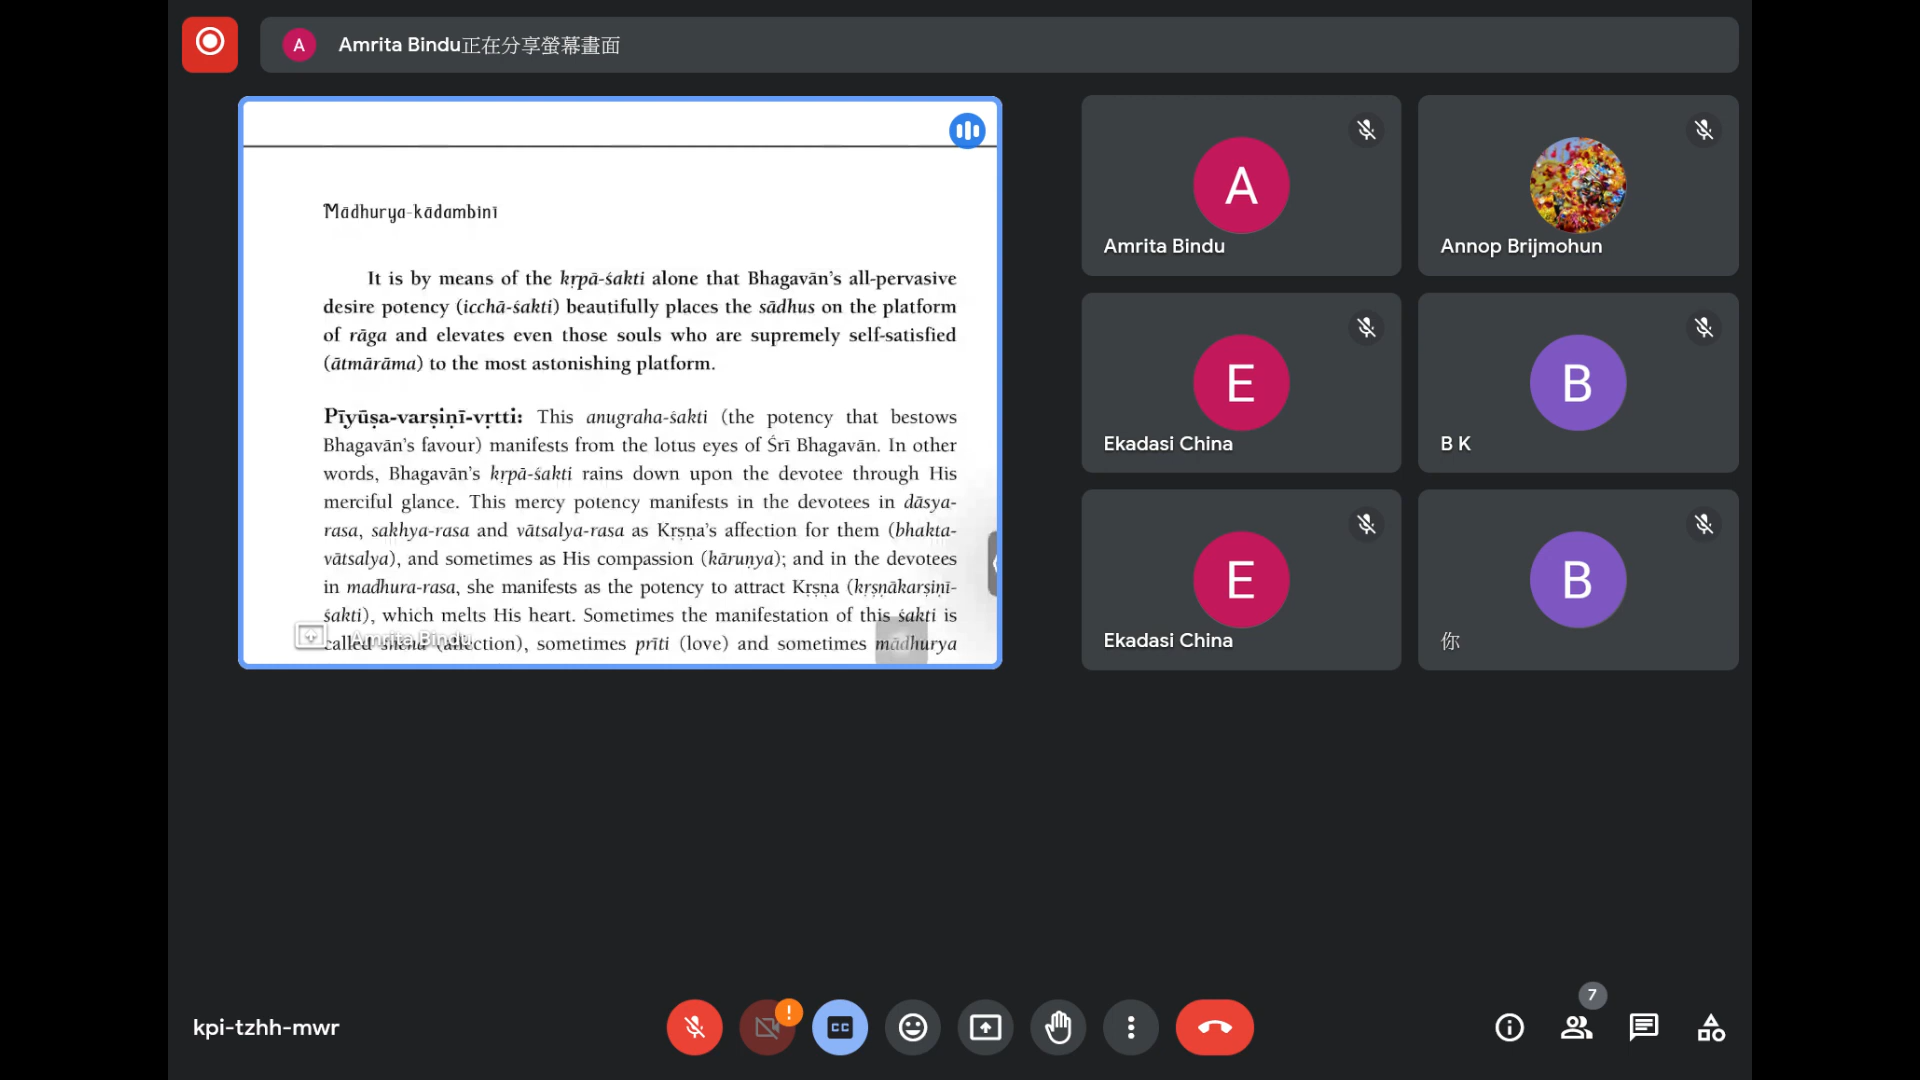 A Amrita Bindu正在分享螢幕畫面
Mādhurya-kādambinī
It is by means of the kṛpā-śakti alone that Bhagavān's all-pervasive
desire potency (icchā-śakti) beautifully places the sādhus on the platform
of rāga and elevates even those souls who are supremely self-satisfied
(ātmārāma) to the most astonishing platform.
Pīyūṣa-varṣiṇī-vṛtti: This anugraha-śakti (the potency that bestows
Bhagavān's favour) manifests from the lotus eyes of Śrī Bhagavān. In other
words, Bhagavān's kṛpā-śakti rains down upon the devotee through His
merciful glance. This mercy potency manifests in the devotees in dāsya-
rasa, sakhya-rasa and vātsalya-rasa as Kṛṣṇa's affection for them (bhakta-
vātsalya), and sometimes as His compassion (kāruṇya); and in the devotees
in madhura-rasa, she manifests as the potency to attract Kṛṣṇa (kṛṣṇākarṣiṇī-
śakti), which melts His heart. Sometimes the manifestation of this śakti is
called (affection), sometimes prīti (love) and sometimes mādhurya
Amrita Bindu
A
Amrita Bindu
Annop Brijmohun
E
Ekadasi China
B
B K
E
Ekadasi China
B
你
kpi-tzhh-mwr
!
CC
7